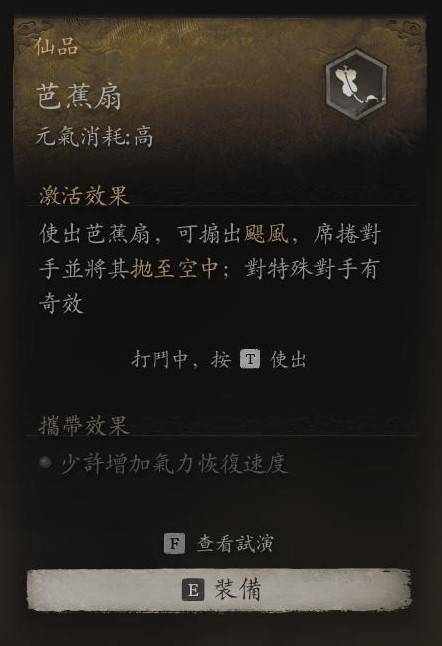 仙品
芭蕉扇
元氣消耗:高
激活效果
使出芭蕉扇，可搧出颶風，席捲對
手並將其拋至空中；對特殊對手有
奇效
打鬥中，按 T 使出
攜帶效果
少許增加氣力恢復速度
F 查看試演
E 裝備